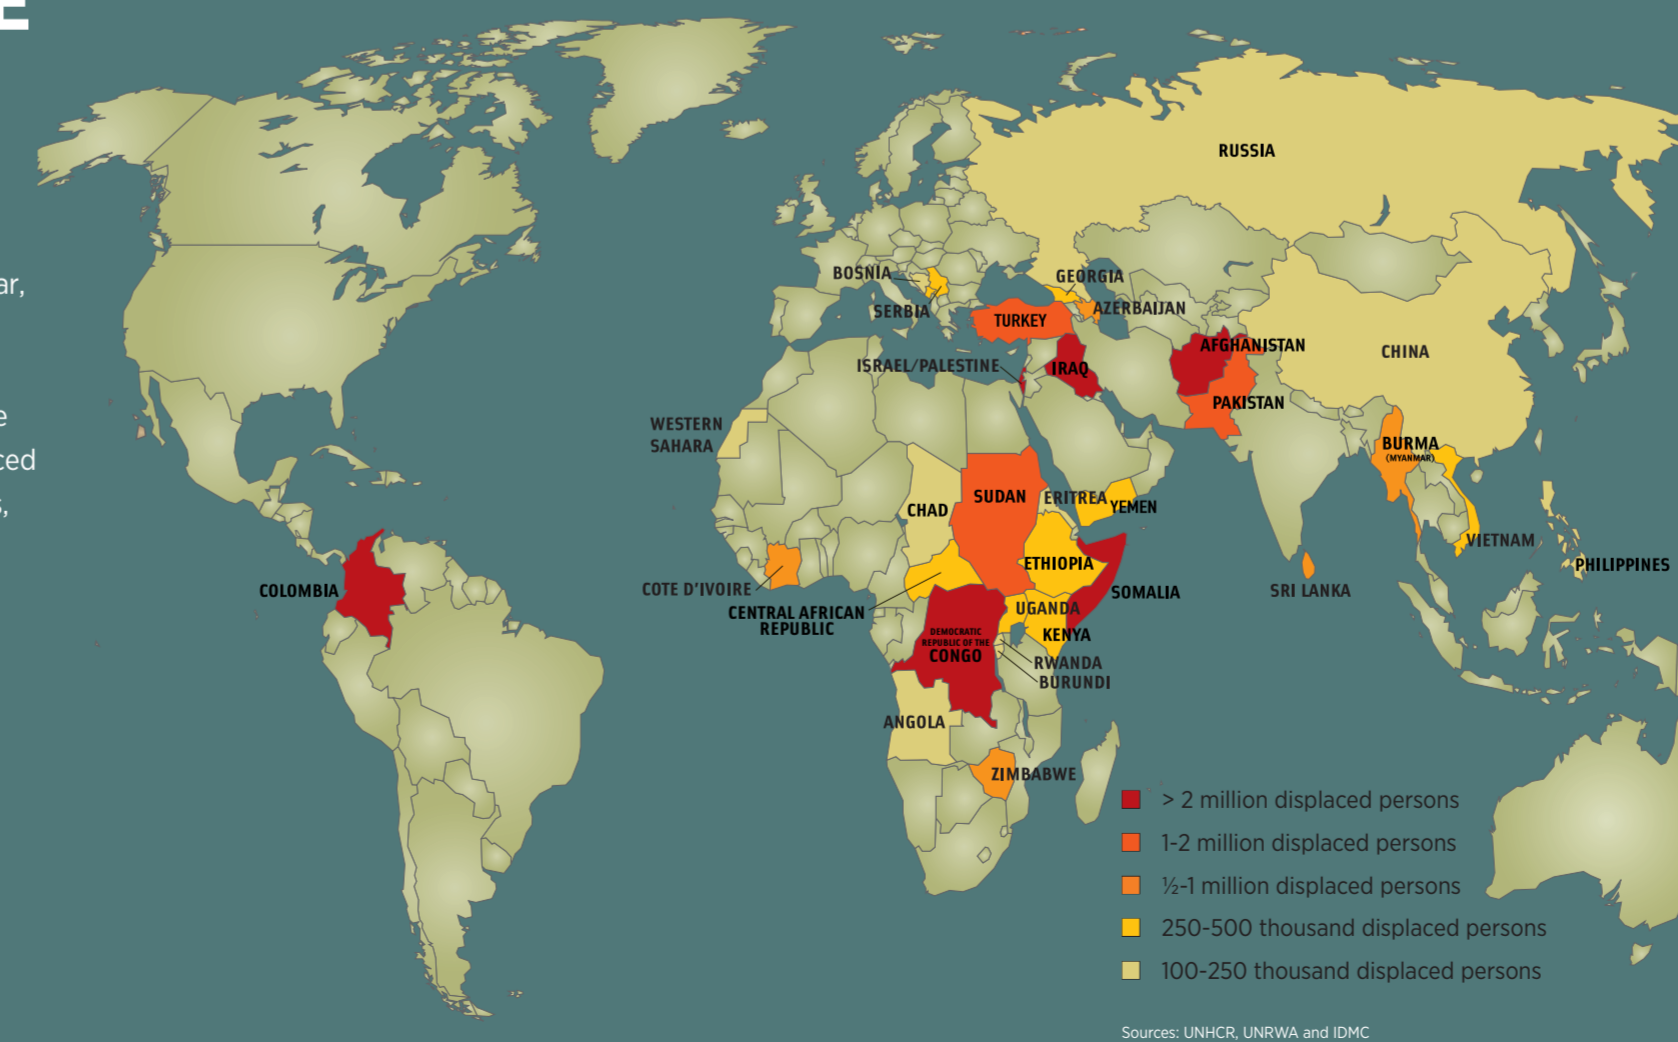 E
ar,
e
ced
s,
RUSSIA
BOSNIA
GEORGIA
SERBIA
AZERBAIJAN
TURKEY
AFGHANISTAN
CHINA
ISRAEL/PALESTINE
IRAQ
PAKISTAN
WESTERN
SAHARA
BURMA
(MYANMAR)
SUDAN
ERITREA
YEMEN
CHAD
VIETNAM
ETHIOPIA
PHILIPPINES
COLOMBIA
COTE D'IVOIRE
SRI LANKA
SOMALIA
CENTRAL AFRICAN
REPUBLIC
UGANDA
DEMOCRATIC
REPUBLIC OF THE
CONGO
KENYA
RWANDA
BURUNDI
ANGOLA
ZIMBABWE
> 2 million displaced persons
1-2 million displaced persons
½-1 million displaced persons
250-500 thousand displaced persons
100-250 thousand displaced persons
Sources: UNHCR, UNRWA and IDMC